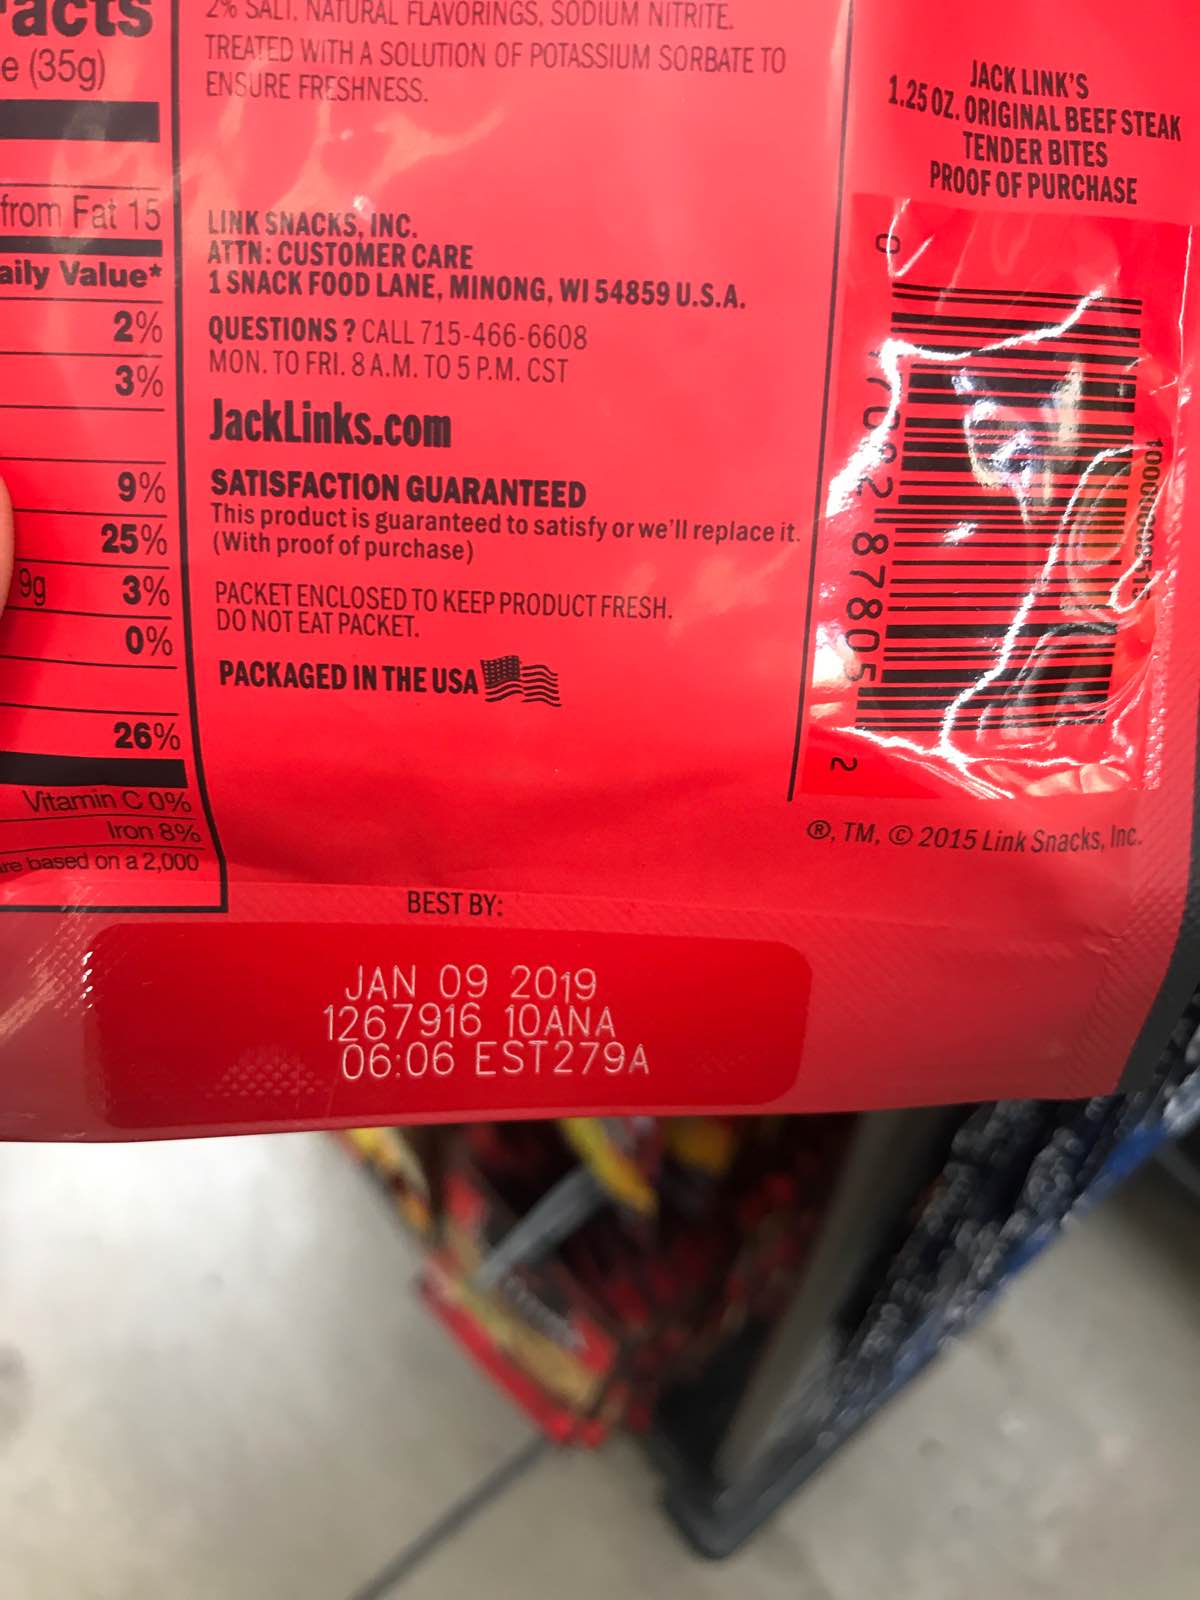 acts
e (35g)
from Fat 15
aily Value*
2%
3%
9%
25%
9g 3%
0%
26%
Vitamin C 0%
Iron 8%
are based on a 2,000
2% SALT, NATURAL FLAVORINGS, SODIUM NITRITE.
TREATED WITH A SOLUTION OF POTASSIUM SORBATE TO
ENSURE FRESHNESS.
LINK SNACKS, INC.
ATTN: CUSTOMER CARE
1 SNACK FOOD LANE, MINONG, WI 54859 U.S.A.
QUESTIONS ? CALL 715-466-6608
MON. TO FRI. 8 A.M. TO 5 P.M. CST
JackLinks.com
SATISFACTION GUARANTEED
This product is guaranteed to satisfy or we'll replace it.
(With proof of purchase)
PACKET ENCLOSED TO KEEP PRODUCT FRESH.
DO NOT EAT PACKET.
PACKAGED IN THE USA
JACK LINK'S
1.25 OZ. ORIGINAL BEEF STEAK
TENDER BITES
PROOF OF PURCHASE
0 17082 87805 2
®, TM, © 2015 Link Snacks, Inc.
BEST BY:
JAN 09 2019
1267916 10ANA
06:06 EST279A